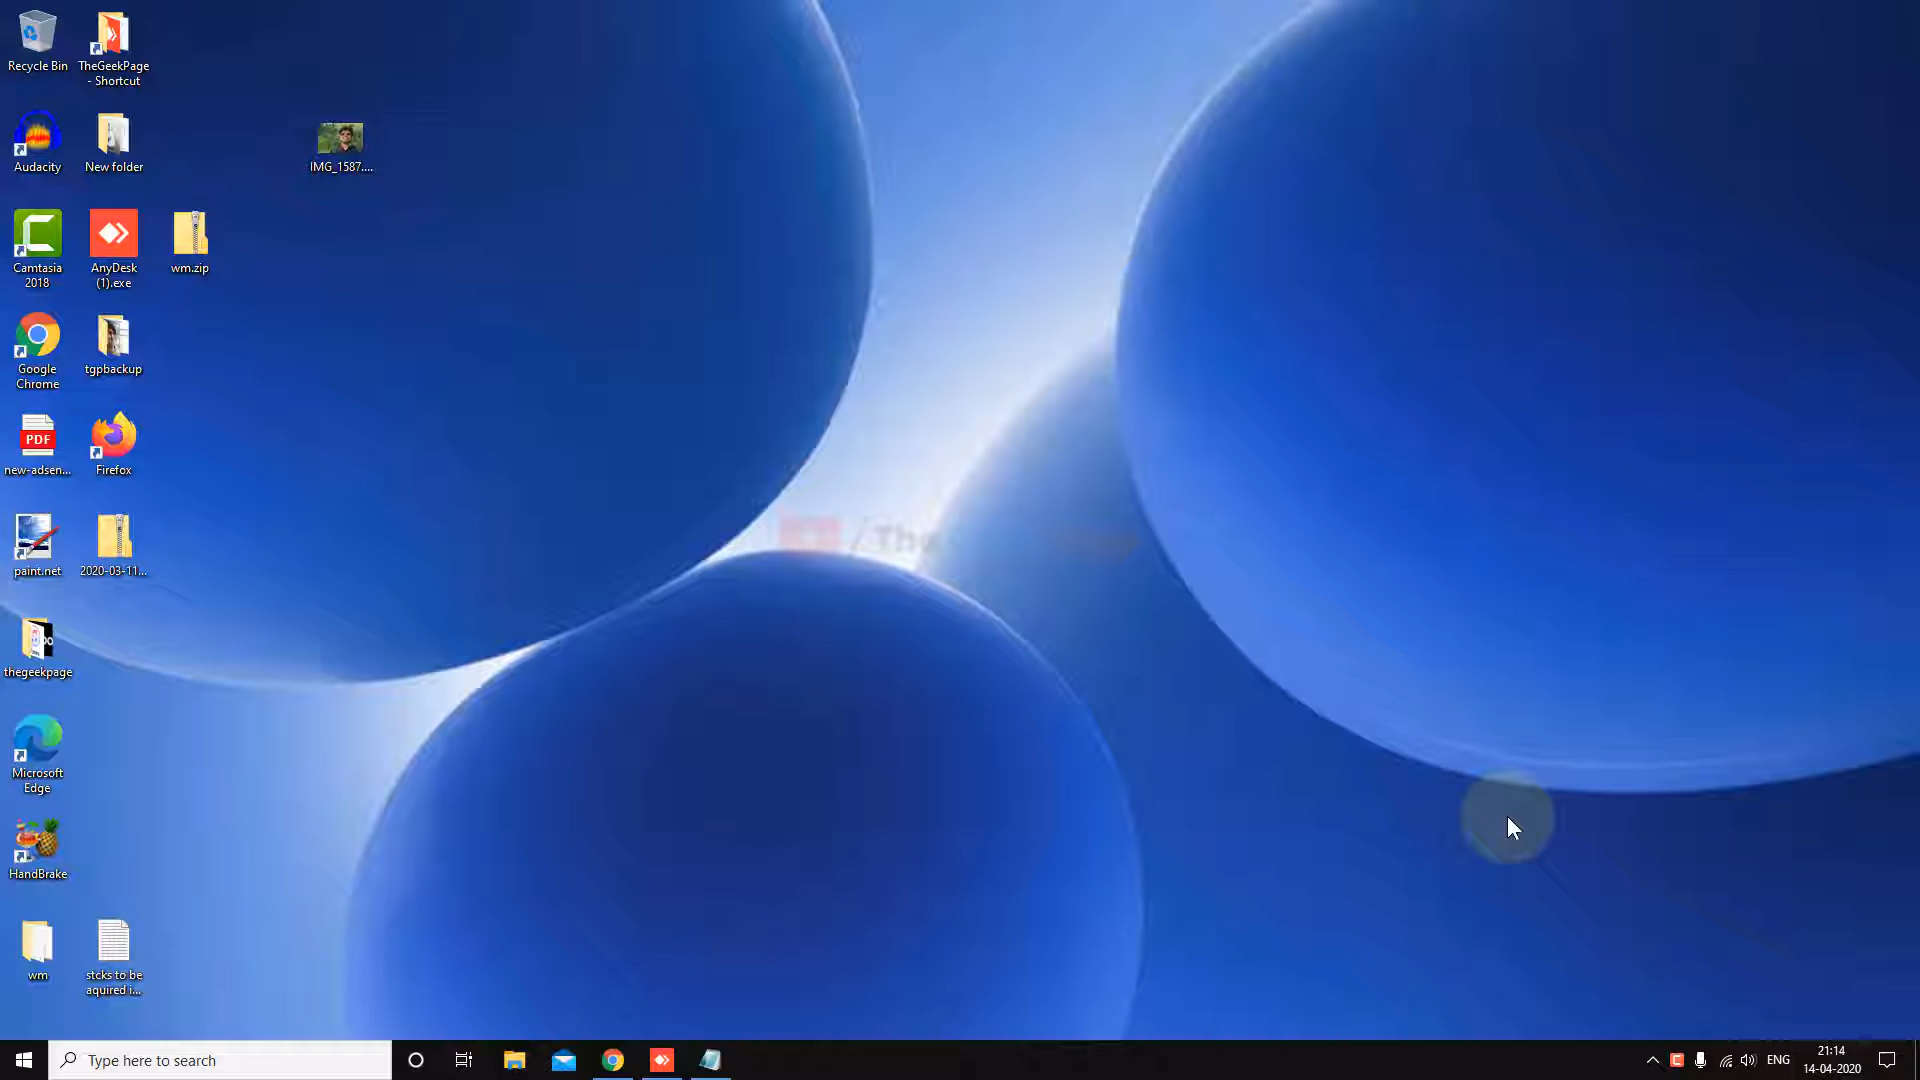 Recycle Bin
TheGeekPage
- Shortcut
Audacity
New folder
IMG_1587....
Camtasia
2018
AnyDesk
(1).exe
wm.zip
Google
Chrome
tgpbackup
PDF
new-adsen...
Firefox
/The
paint.net
2020-03-11...
thegeekpage
Microsoft
Edge
HandBrake
wm
stcks to be
aquired i...
Type here to search
ENG
21:14
14-04-2020